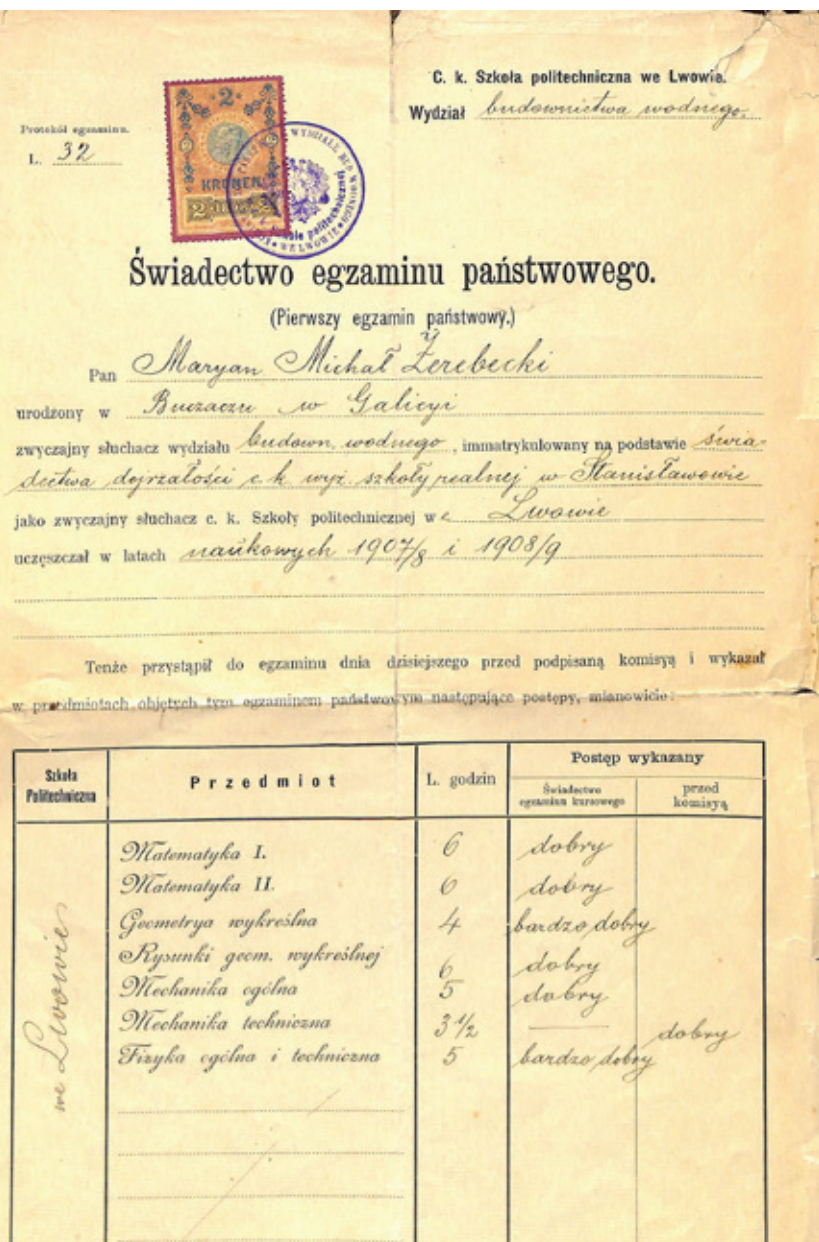 C. k. Szkoła politechniczna we Lwowie.
Wydział budownictwa wodnego.
Protokół egzaminu.
L. 32
2
KRONEN
2
WE LWOWIE
Świadectwo egzaminu państwowego.
(Pierwszy egzamin państwowy.)
Pan Maryan Michał Żerebecki
urodzony w Buczaczu w Galicyi
zwyczajny słuchacz wydziału budown. wodnego, immatrykulowany na podstawie świa-
dectwa dojrzałości c. k. wyż. szkoły realnej w Stanisławowie
jako zwyczajny słuchacz c. k. Szkoły politechnicznej we Lwowie
uczęszczał w latach naukowych 1907/8 i 1908/9
Tenże przystąpił do egzaminu dnia dzisiejszego przed podpisaną komisyą i wykazał
w przedmiotach objętych tym egzaminem państwowym następujące postępy, mianowicie:
Szkoła Politechniczna Przedmiot L. godzin Postęp wykazany
Świadectwo egzaminu kursowego przed komisyą
we Lwowie
Matematyka I. 6 dobry
Matematyka II. 6 dobry
Geometrya wykreślna 4 bardzo dobry
Rysunki geom. wykreślnej 6 dobry
Mechanika ogólna 5 dobry
Mechanika techniczna 3 1/2 — dobry
Fizyka ogólna i techniczna 5 bardzo dobry